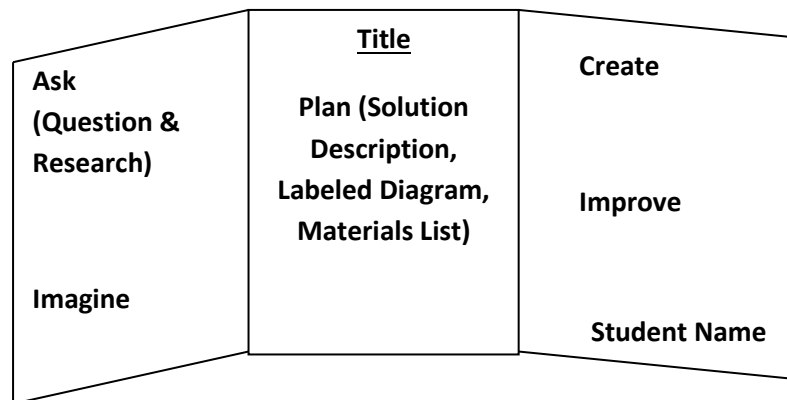 Ask
(Question &
Research)
Imagine
Title
Plan (Solution
Description,
Labeled Diagram,
Materials List)
Create
Improve
Student Name